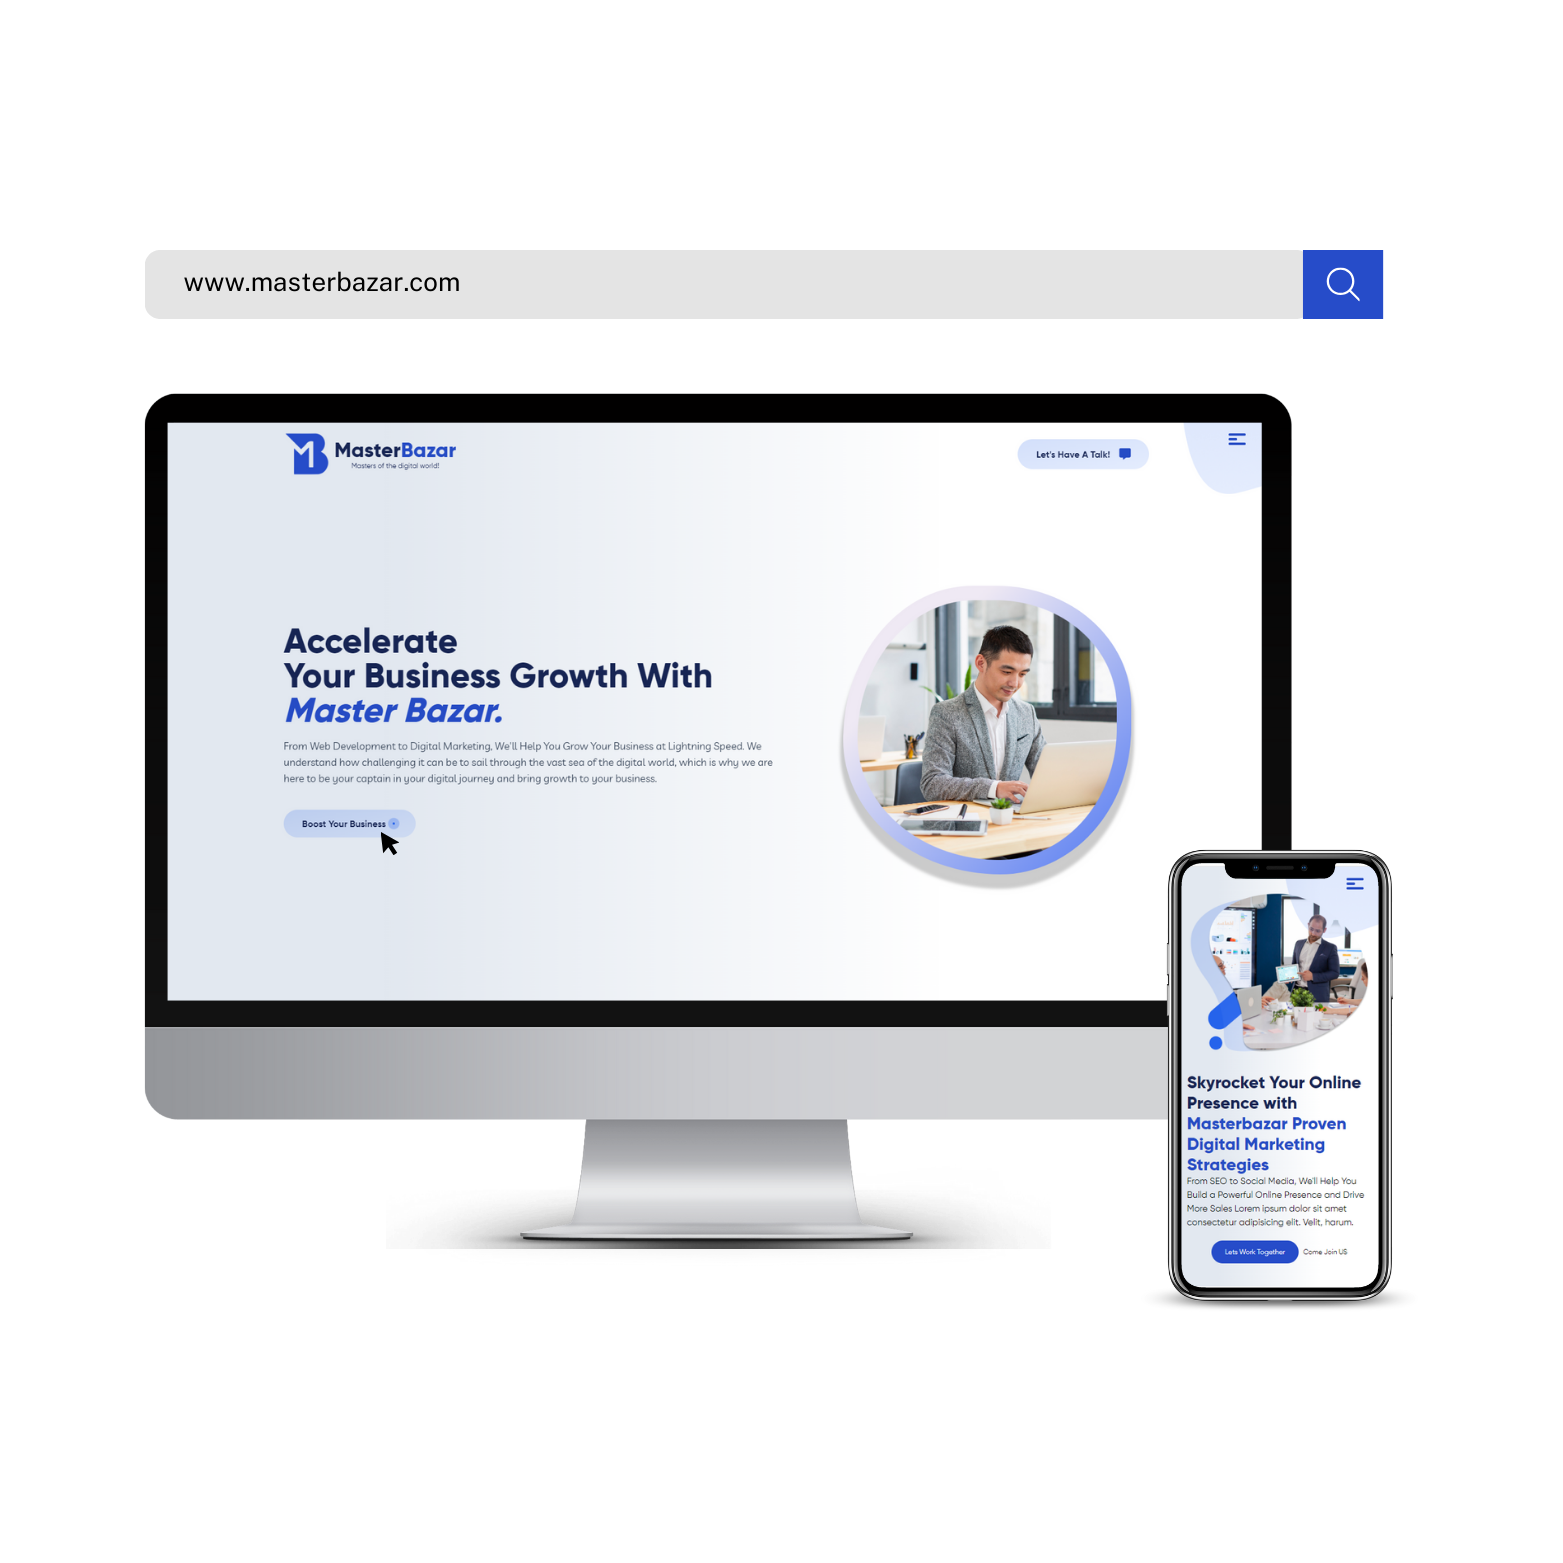 www.masterbazar.com
MasterBazar
Masters of the digital world!
Let's Have A Talk!
Accelerate
Your Business Growth With
Master Bazar.
From Web Development to Digital Marketing, We'll Help You Grow Your Business at Lightning Speed. We
understand how challenging it can be to sail through the vast sea of the digital world, which is why we are
here to be your captain in your digital journey and bring growth to your business.
Boost Your Business
Skyrocket Your Online
Presence with
Masterbazar Proven
Digital Marketing
Strategies
From SEO to Social Media, We'll Help You
Build a Powerful Online Presence and Drive
More Sales Lorem ipsum dolor sit amet
consectetur adipisicing elit. Velit, harum.
Lets Work Together
Come Join US